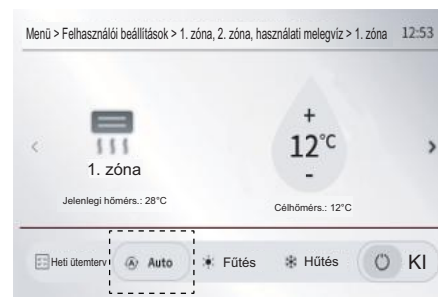 Menü > Felhasználói beállítások > 1. zóna, 2. zóna, használati melegvíz > 1. zóna 12:53
+
12°C
-
1. zóna
Jelenlegi hőmérs.: 28°C
Célhőmérs.: 12°C
Heti ütemterv Auto Fűtés Hűtés KI